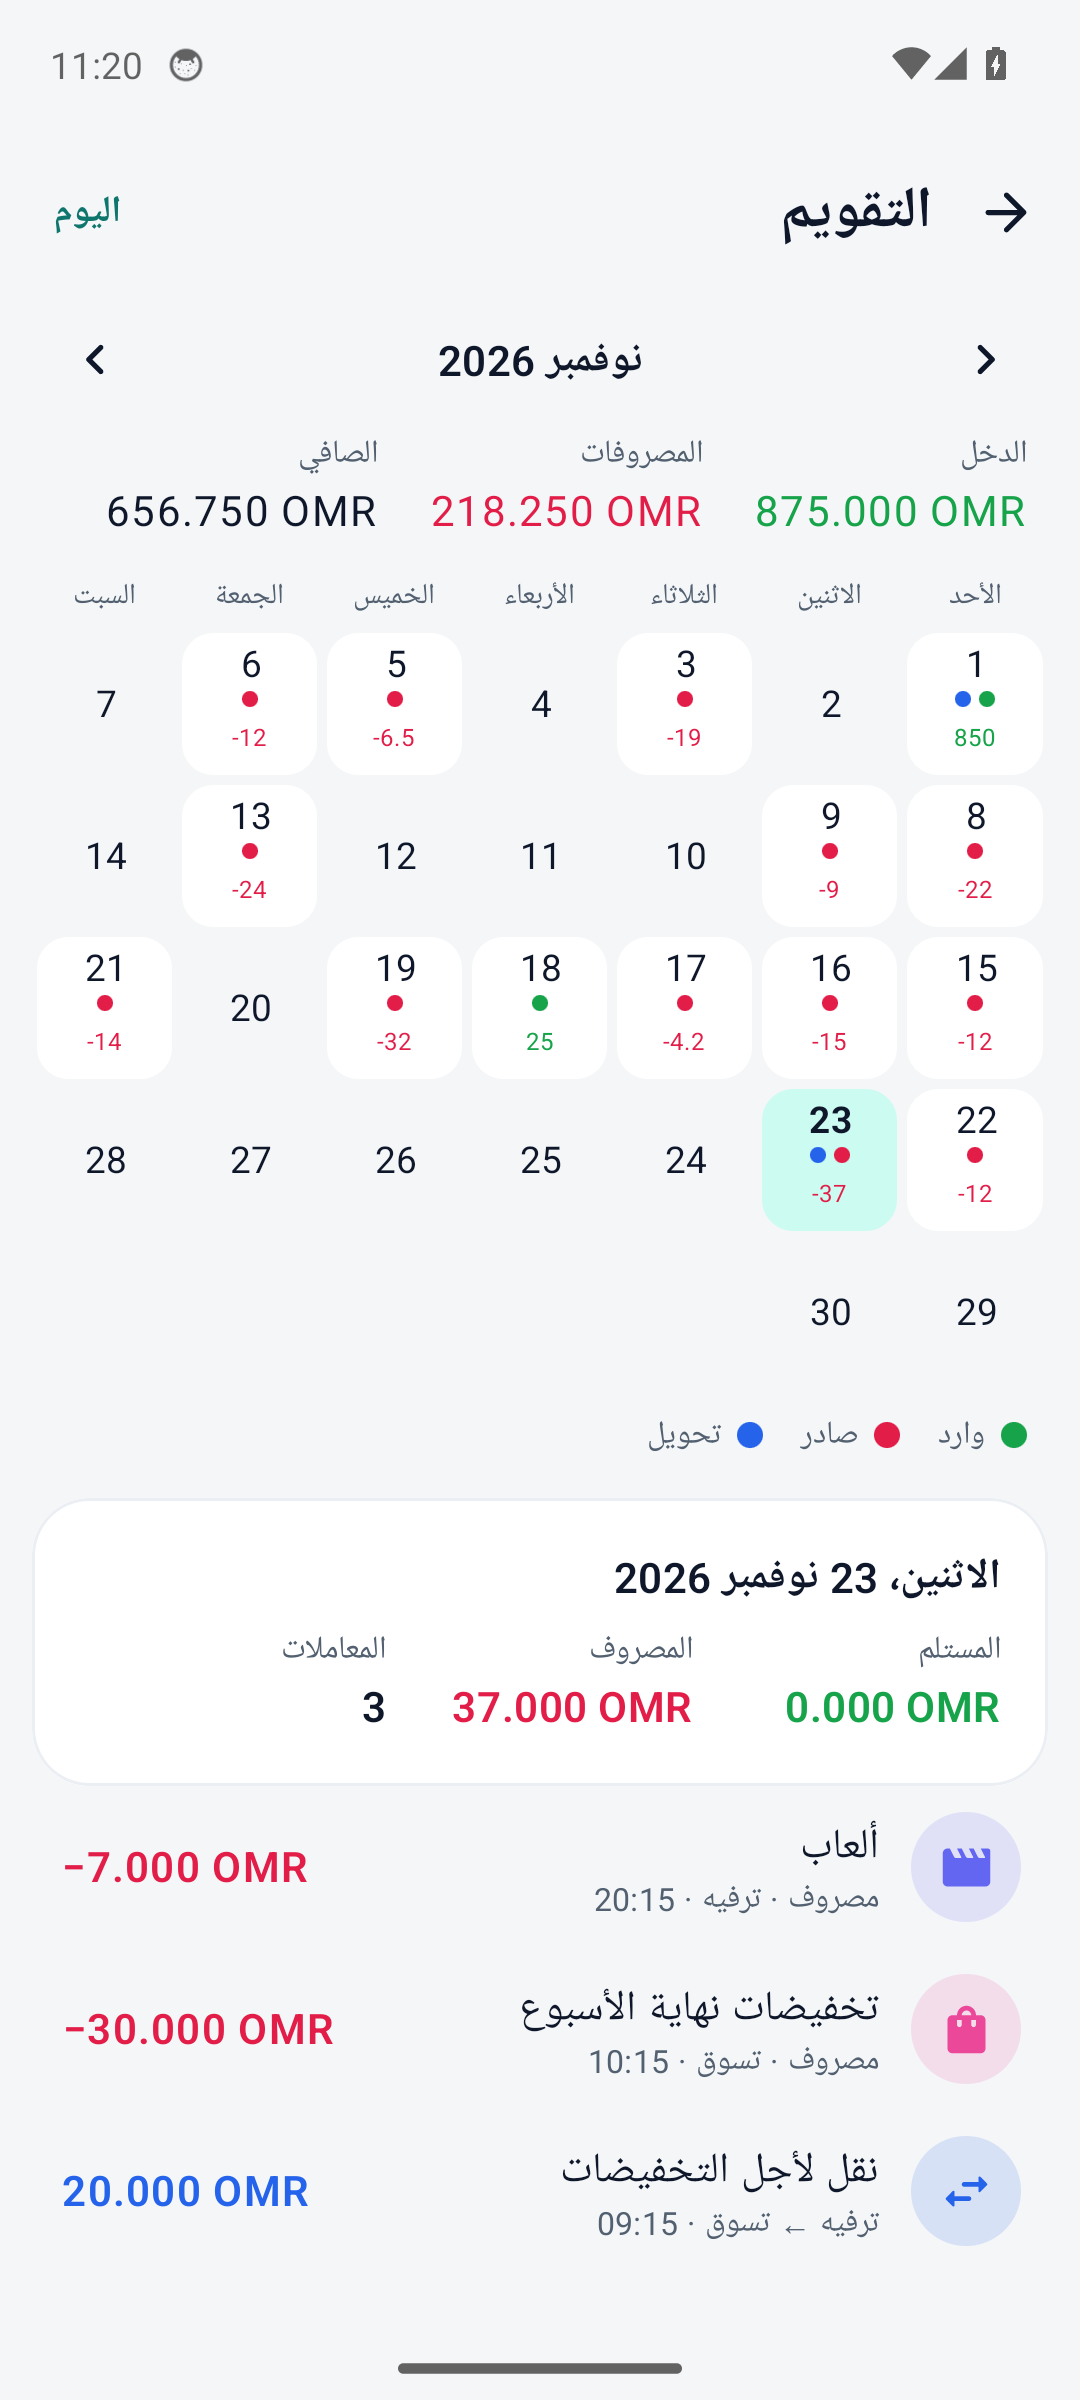 11:20
التقويم
اليوم
نوفمبر 2026
الدخل المصروفات الصافي
875.000 OMR 218.250 OMR 656.750 OMR
الأحد الاثنين الثلاثاء الأربعاء الخميس الجمعة السبت
1 2 3 4 5 6 7
850 -19 -6.5 -12
8 9 10 11 12 13 14
-22 -9 -24
15 16 17 18 19 20 21
-12 -15 -4.2 25 -32 -14
22 23 24 25 26 27 28
-12 -37
29 30
وارد صادر تحويل
الاثنين، 23 نوفمبر 2026
المستلم المصروف المعاملات
0.000 OMR 37.000 OMR 3
ألعاب
مصروف · ترفيه · 20:15
−7.000 OMR
تخفيضات نهاية الأسبوع
مصروف · تسوق · 10:15
−30.000 OMR
نقل لأجل التخفيضات
ترفيه ← تسوق · 09:15
20.000 OMR